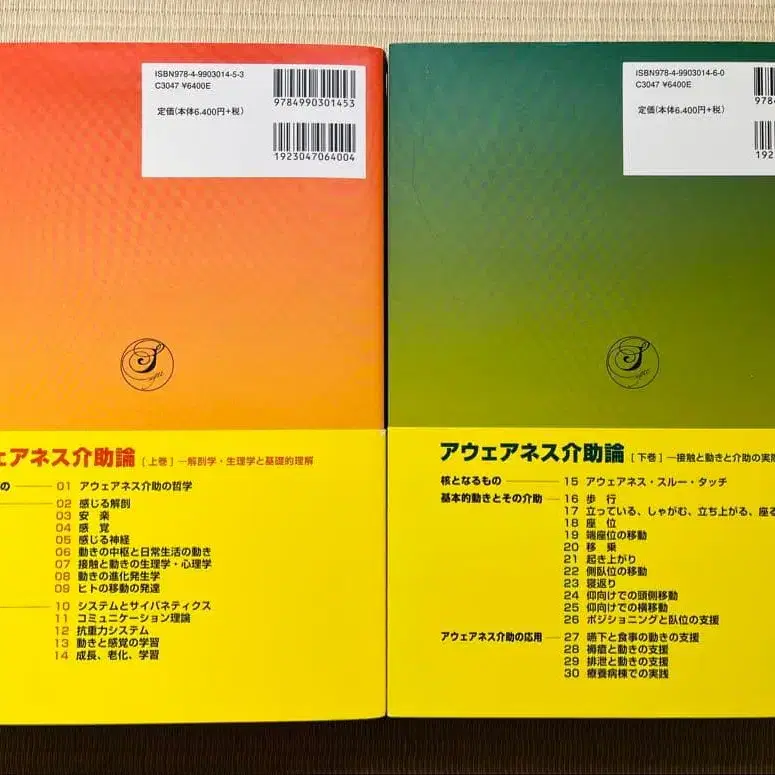 ISBN978-4-9903014-5-3
C3047 ¥6400E
定価(本体6,400円+税)
9784990301453
1923047064004
ェアネス介助論 [上巻] ―解剖学・生理学と基礎的理解
の ― 01 アウェアネス介助の哲学
02 感じる解剖
03 安 楽
04 感 覚
05 感じる神経
06 動きの中枢と日常生活の動き
07 接触と動きの生理学・心理学
08 動きの進化発生学
09 ヒトの移動の発達
10 システムとサイバネティクス
11 コミュニケーション理論
12 抗重力システム
13 動きと感覚の学習
14 成長、老化、学習
ISBN978-4-9903014-6-0
C3047 ¥6400E
定価(本体6,400円+税)
アウェアネス介助論 [下巻] ―接触と動きと介助の実際
核となるもの ― 15 アウェアネス・スルー・タッチ
基本的動きとその介助 ― 16 歩 行
17 立っている、しゃがむ、立ち上がる、座る
18 座 位
19 端座位の移動
20 移 乗
21 起き上がり
22 側臥位の移動
23 寝返り
24 仰向けでの頭側移動
25 仰向けでの横移動
26 ポジショニングと臥位の支援
アウェアネス介助の応用 ― 27 嚥下と食事の動きの支援
28 褥瘡と動きの支援
29 排泄と動きの支援
30 療養病棟での実践